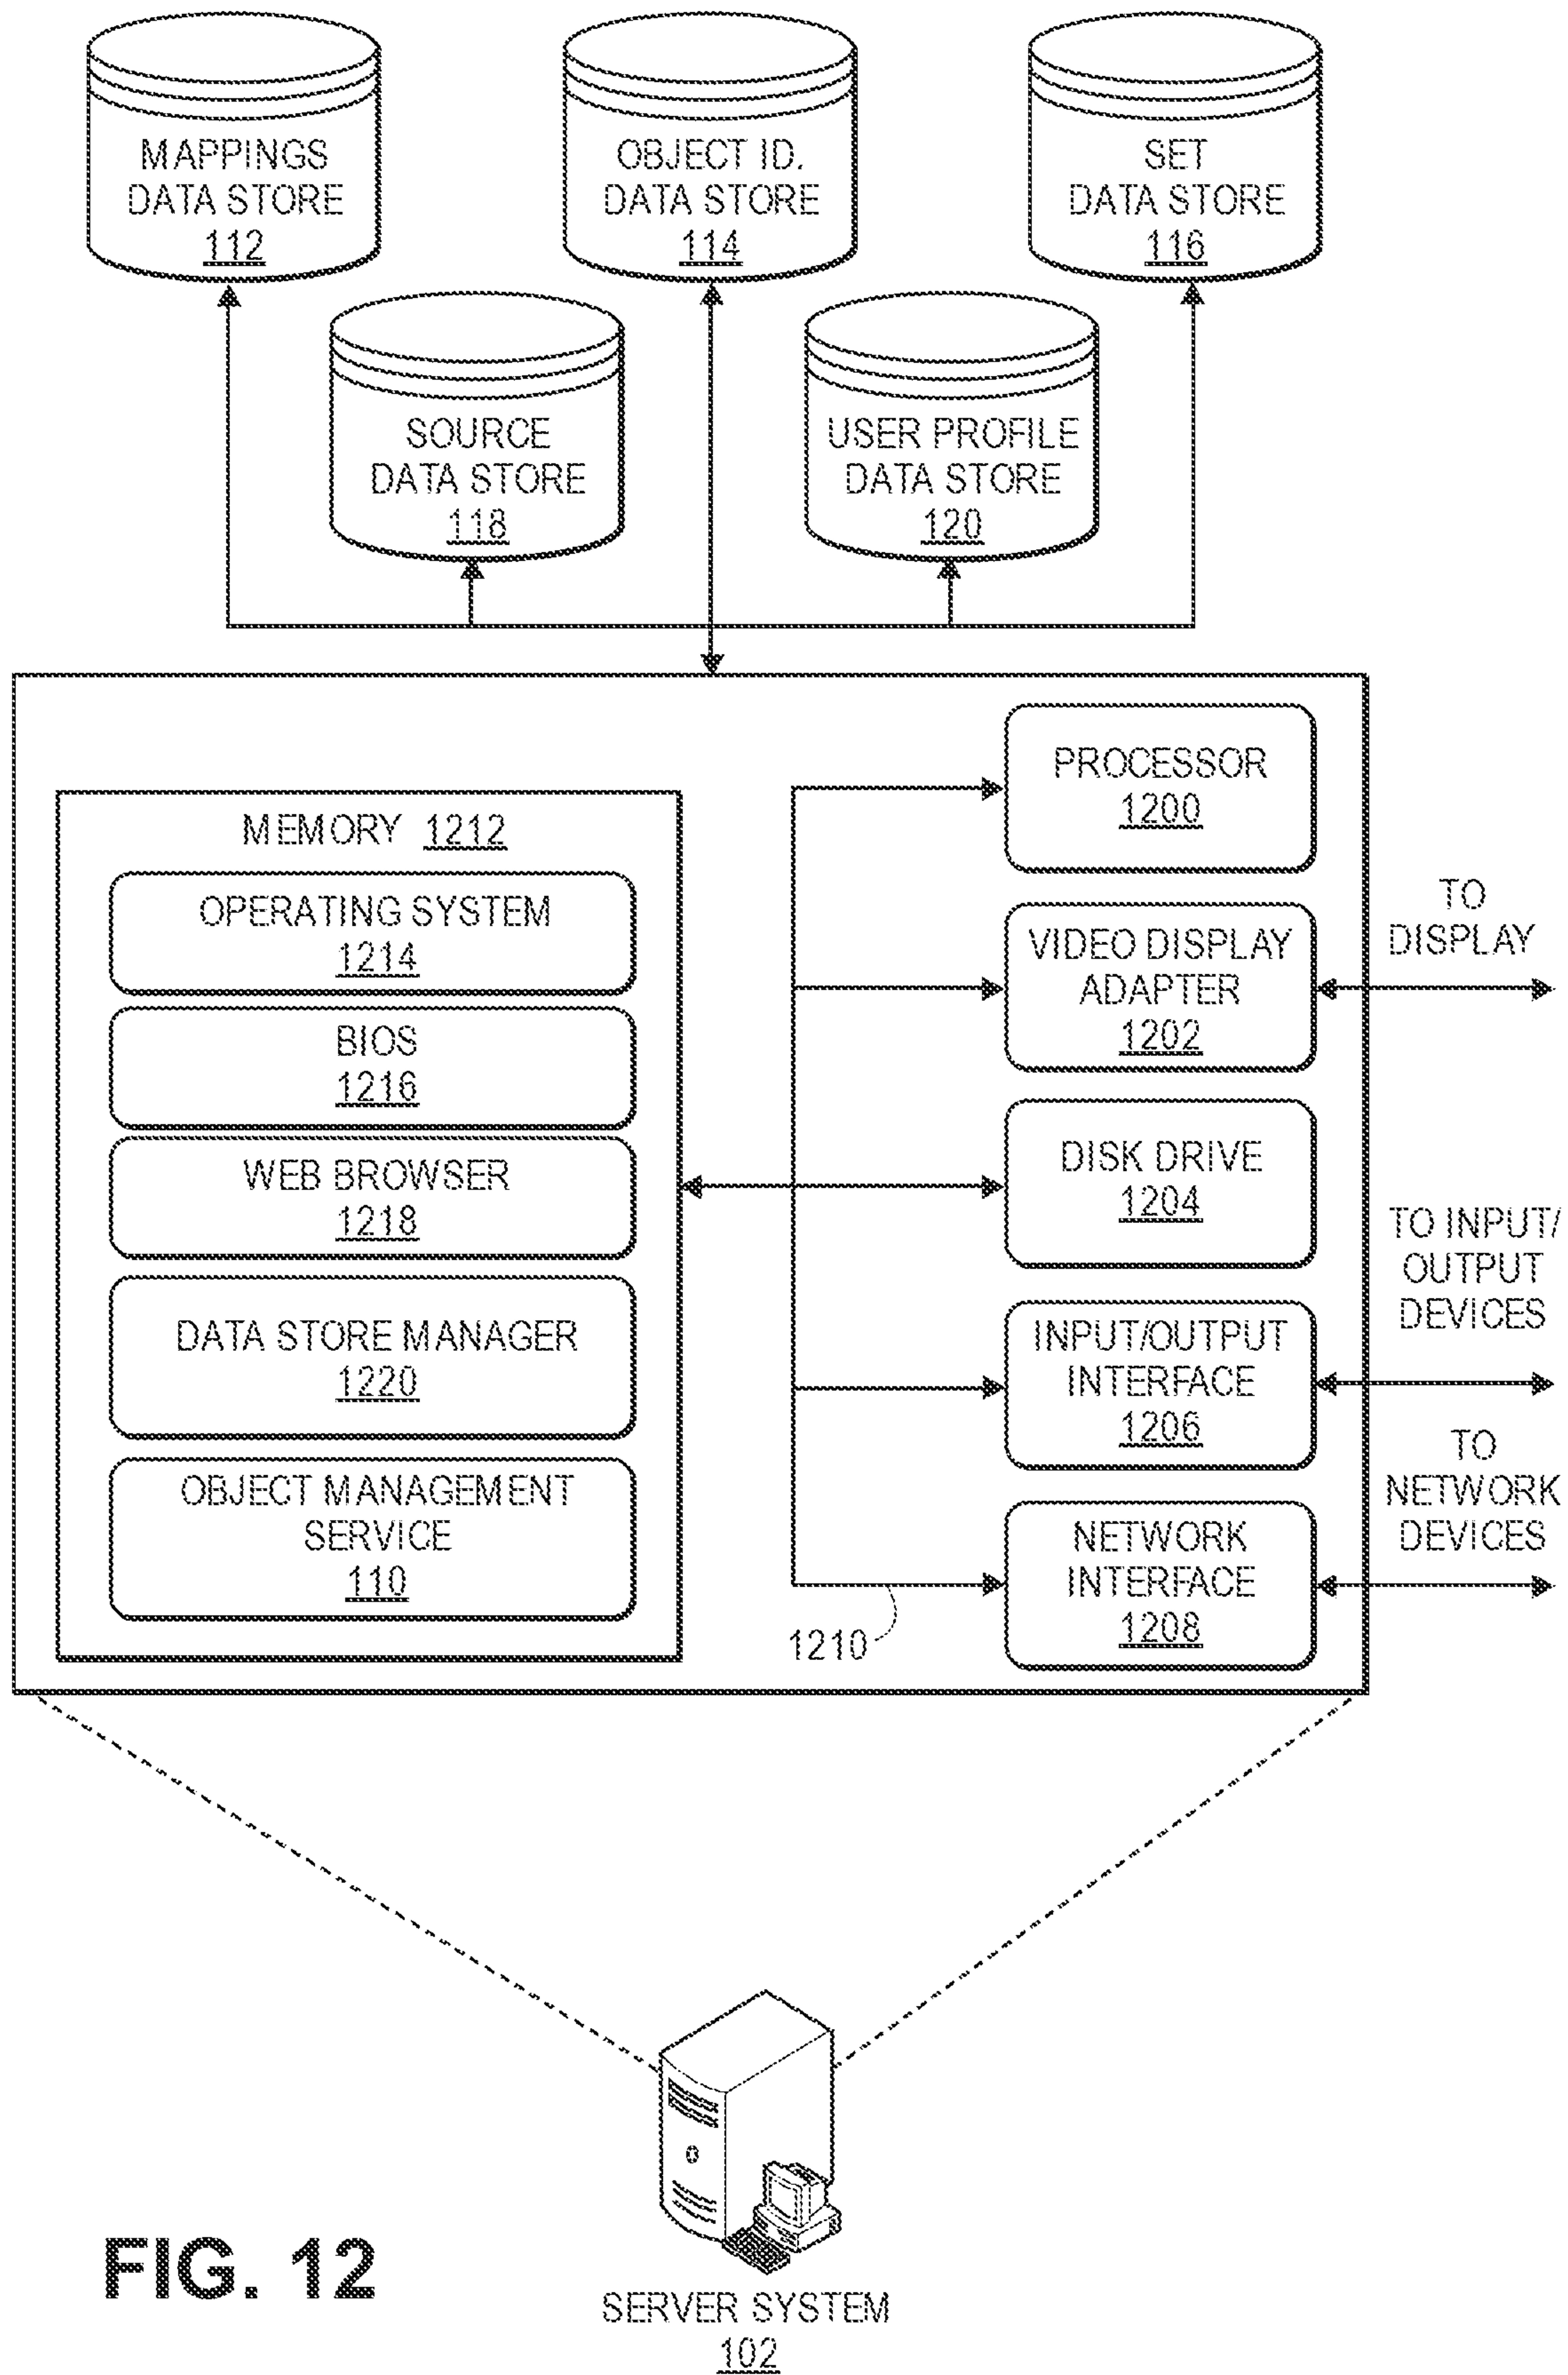 MAPPINGS
DATA STORE
112
OBJECT ID.
DATA STORE
114
SET
DATA STORE
116
SOURCE
DATA STORE
118
USER PROFILE
DATA STORE
120
MEMORY 1212
OPERATING SYSTEM
1214
BIOS
1216
WEB BROWSER
1218
DATA STORE MANAGER
1220
OBJECT MANAGEMENT
SERVICE
110
PROCESSOR
1200
VIDEO DISPLAY
ADAPTER
1202
DISK DRIVE
1204
INPUT/OUTPUT
INTERFACE
1206
NETWORK
INTERFACE
1208
1210
TO
DISPLAY
TO INPUT/
OUTPUT
DEVICES
TO
NETWORK
DEVICES
FIG. 12
SERVER SYSTEM
102